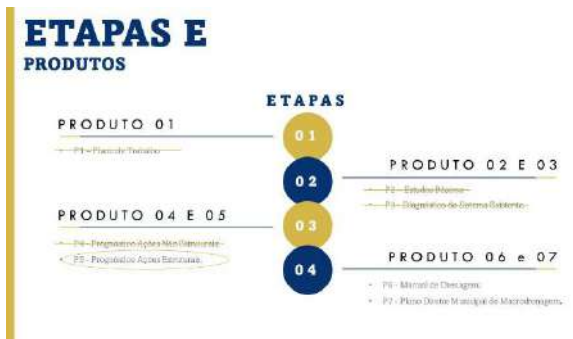 ETAPAS E
PRODUTOS
ETAPAS
PRODUTO 01
P1 – Plano de Trabalho
01
PRODUTO 02 E 03
P2 - Estudos Básicos
P3 - Diagnóstico do Sistema Existente.
02
PRODUTO 04 E 05
P4 - Prognóstico Ações Não Estruturais
P5 - Prognóstico Ações Estruturais.
03
PRODUTO 06 e 07
P6 - Manual de Drenagem.
P7 - Plano Diretor Municipal de Macrodrenagem.
04